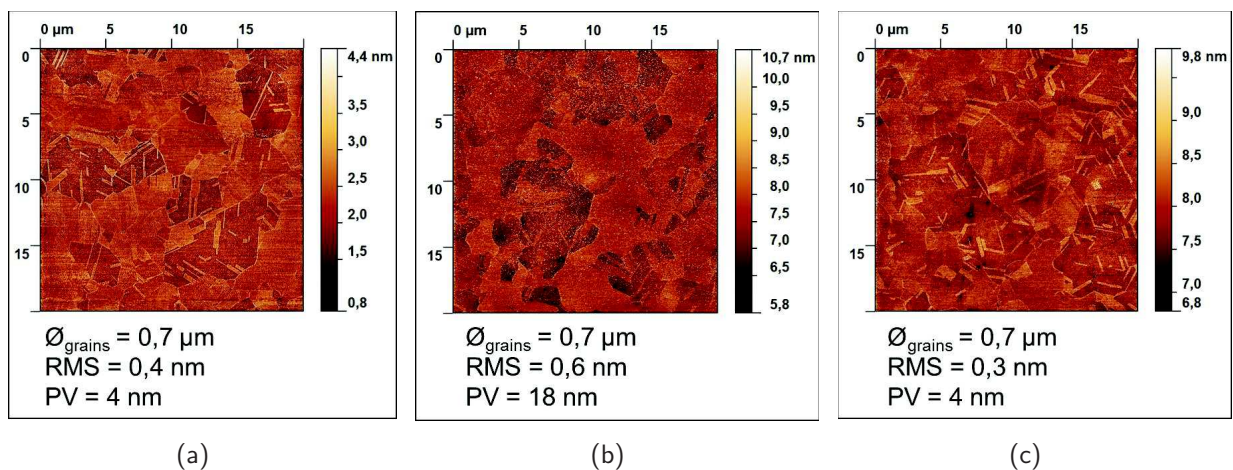 0 µm 5 10 15
0
5
10
15
4,4 nm
3,5
3,0
2,5
2,0
1,5
0,8
Øgrains = 0,7 µm
RMS = 0,4 nm
PV = 4 nm
(a)
0 µm 5 10 15
0
5
10
15
10,7 nm
10,0
9,5
9,0
8,5
8,0
7,5
7,0
6,5
5,8
Øgrains = 0,7 µm
RMS = 0,6 nm
PV = 18 nm
(b)
0 µm 5 10 15
0
5
10
15
9,8 nm
9,0
8,5
8,0
7,5
7,0
6,8
Øgrains = 0,7 µm
RMS = 0,3 nm
PV = 4 nm
(c)